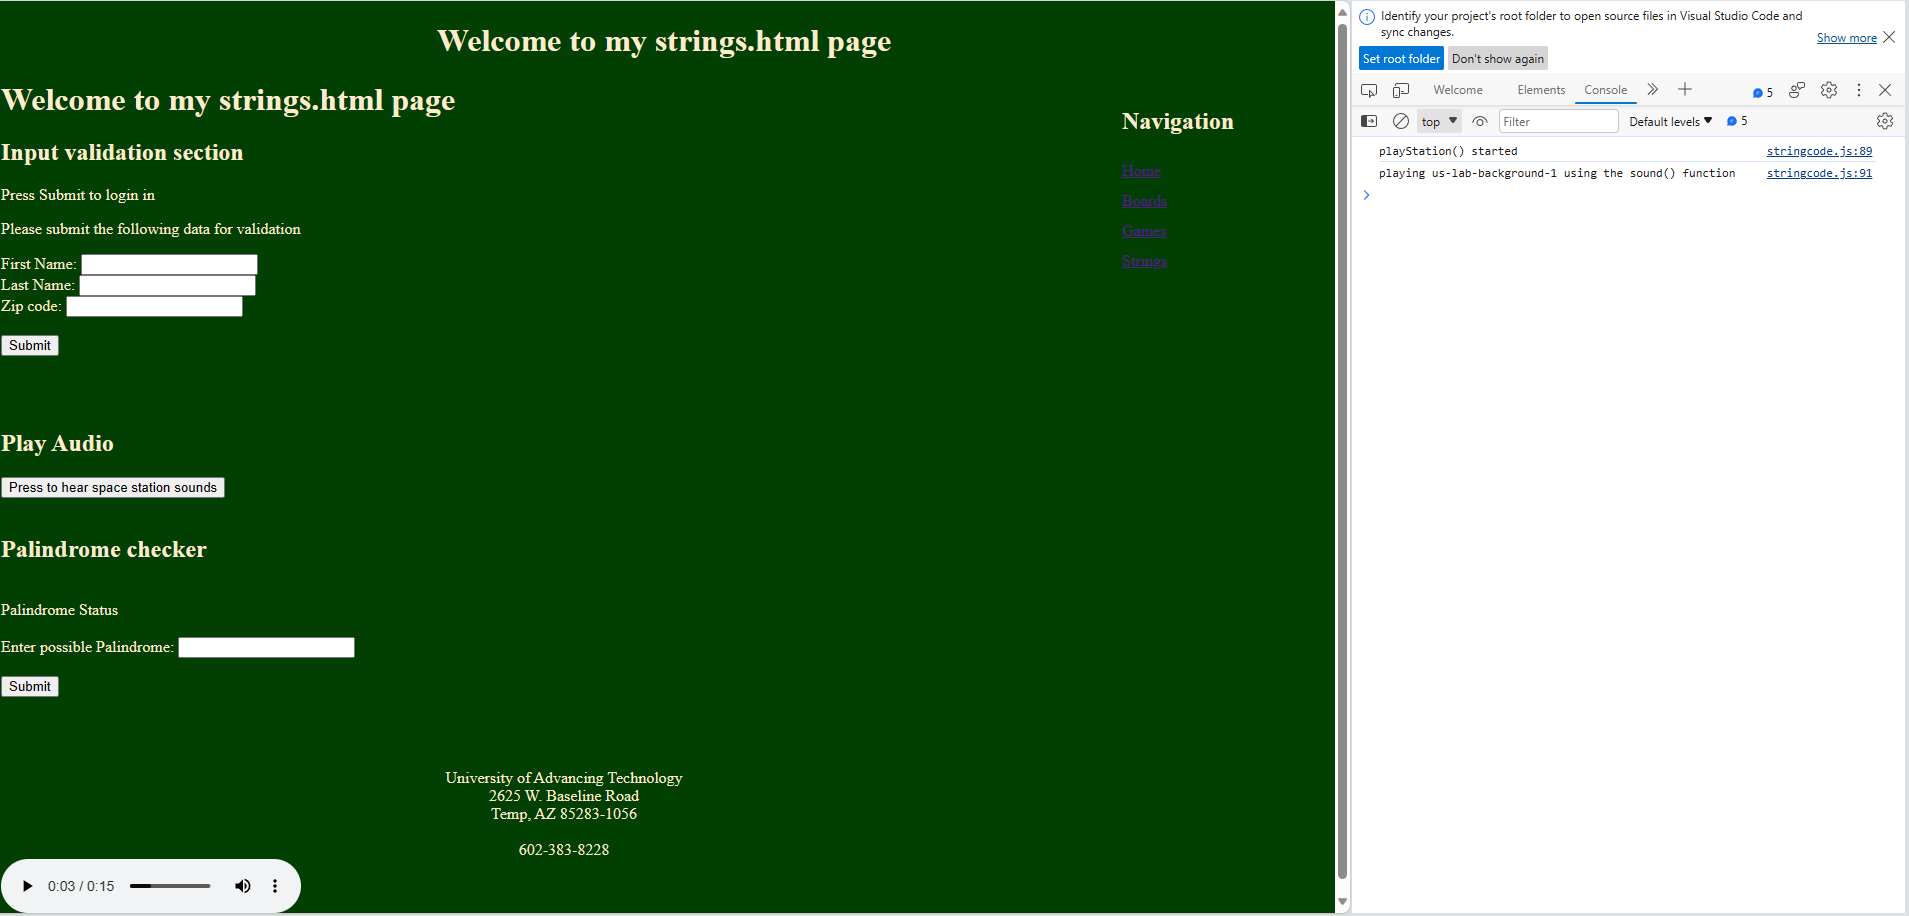 Welcome to my strings.html page
Welcome to my strings.html page
Input validation section
Press Submit to login in
Please submit the following data for validation
First Name:
Last Name:
Zip code:
Submit
Play Audio
Press to hear space station sounds
Palindrome checker
Palindrome Status
Enter possible Palindrome:
Submit
University of Advancing Technology
2625 W. Baseline Road
Temp, AZ 85283-1056
602-383-8228
0:03 / 0:15
Navigation
Home
Boards
Games
Strings
Identify your project's root folder to open source files in Visual Studio Code and
sync changes.
Show more
Set root folder Don't show again
Welcome Elements Console 5
top Filter Default levels 5
playStation() started stringcode.js:89
playing us-lab-background-1 using the sound() function stringcode.js:91